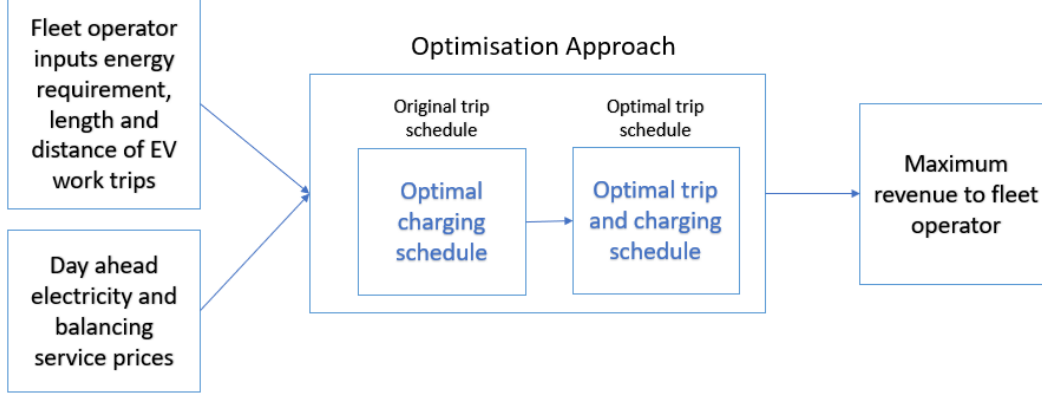 Fleet operator
inputs energy
requirement,
length and
distance of EV
work trips
Day ahead
electricity and
balancing
service prices
Optimisation Approach
Original trip
schedule
Optimal
charging
schedule
Optimal trip
schedule
Optimal trip
and charging
schedule
Maximum
revenue to fleet
operator